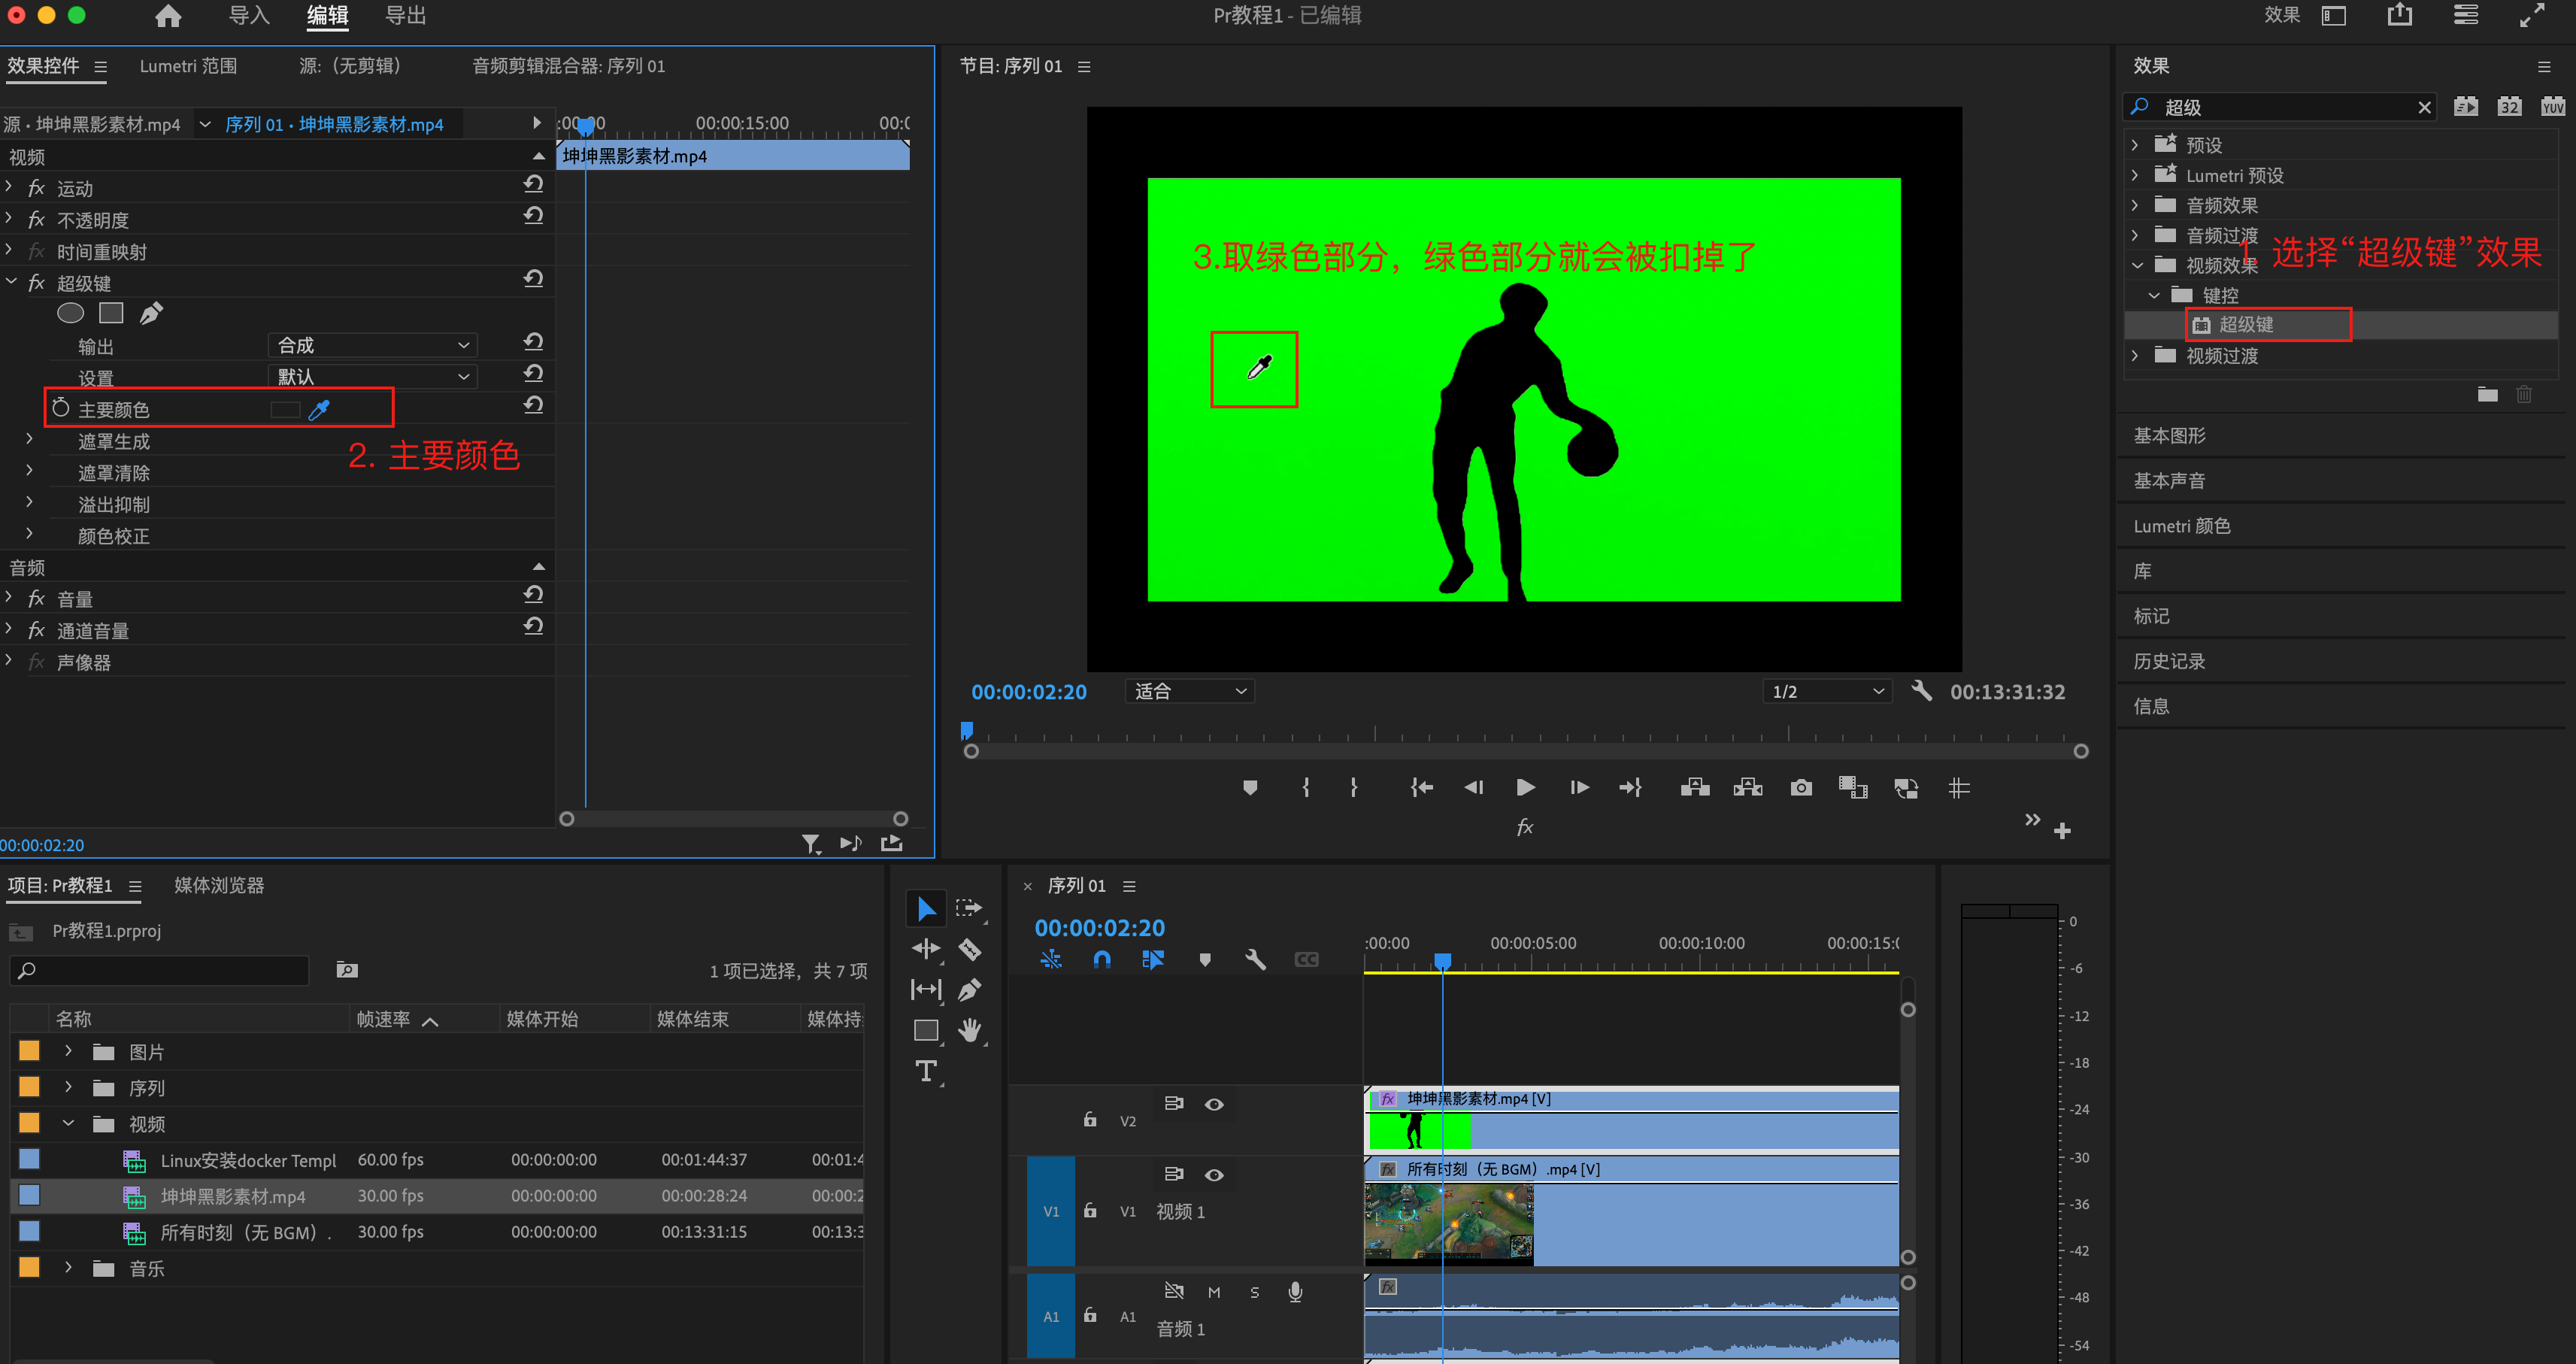 导入 编辑 导出
Pr教程1 - 已编辑
效果
效果控件
Lumetri 范围
源:（无剪辑）
音频剪辑混合器: 序列 01
源・坤坤黑影素材.mp4
序列 01・坤坤黑影素材.mp4
:00:00
00:00:15:00
坤坤黑影素材.mp4
视频
fx 运动
fx 不透明度
fx 时间重映射
fx 超级键
输出 合成
设置 默认
主要颜色
2. 主要颜色
遮罩生成
遮罩清除
溢出抑制
颜色校正
音频
fx 音量
fx 通道音量
fx 声像器
00:00:02:20
节目: 序列 01
3.取绿色部分，绿色部分就会被扣掉了
00:00:02:20
适合
1/2
00:13:31:32
fx
效果
超级
32
YUV
预设
Lumetri 预设
音频效果
音频过渡
视频效果
选择“超级键”效果
键控
超级键
视频过渡
基本图形
基本声音
Lumetri 颜色
库
标记
历史记录
信息
项目: Pr教程1
媒体浏览器
Pr教程1.prproj
1 项已选择，共 7 项
名称 帧速率 媒体开始 媒体结束 媒体持
图片
序列
视频
Linux安装docker Templ 60.00 fps 00:00:00:00 00:01:44:37 00:01:4
坤坤黑影素材.mp4 30.00 fps 00:00:00:00 00:00:28:24 00:00:2
所有时刻（无 BGM）. 30.00 fps 00:00:00:00 00:13:31:15 00:13:3
音乐
T
× 序列 01
00:00:02:20
CC
:00:00
00:00:05:00
00:00:10:00
00:00:15:0
V2
fx 坤坤黑影素材.mp4 [V]
V1 V1 视频 1
fx 所有时刻（无 BGM）.mp4 [V]
A1 A1 M S
音频 1
fx
0
-6
-12
-18
-24
-30
-36
-42
-48
-54